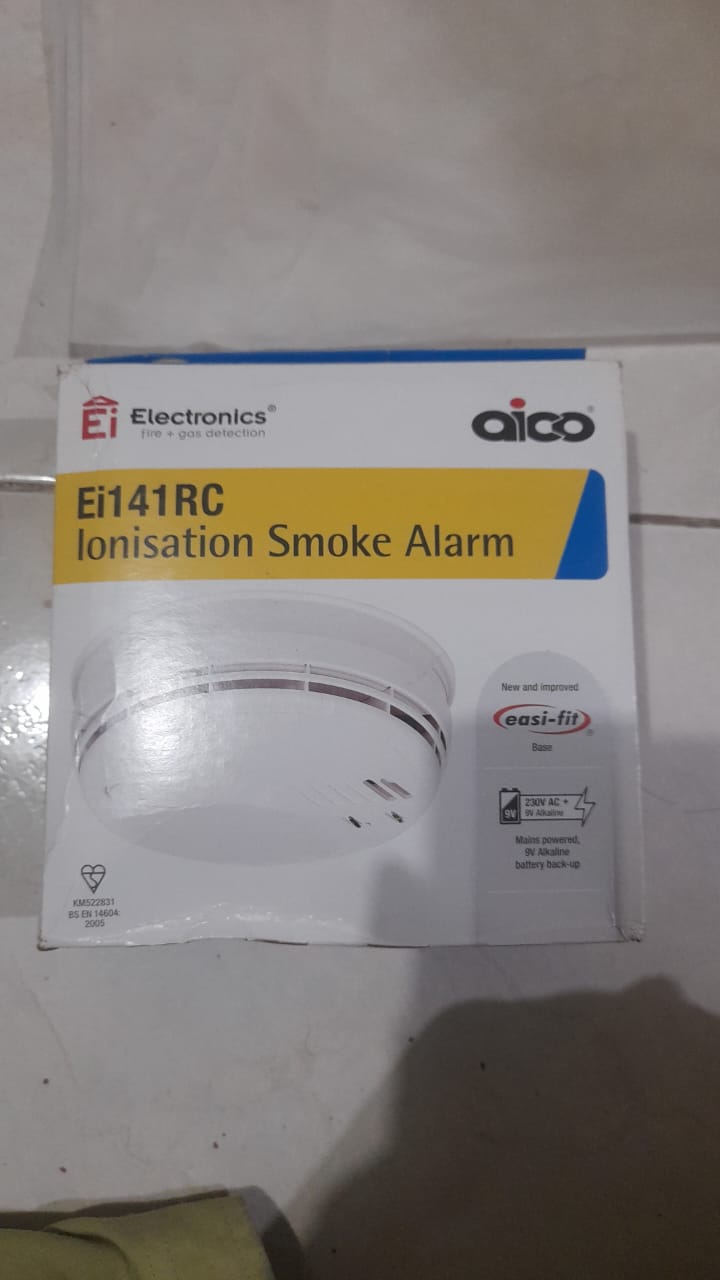 Ei Electronics®
fire + gas detection
aico®
Ei141RC
Ionisation Smoke Alarm
New and improved
easi-fit®
Base
9V
230V AC +
9V Alkaline
Mains powered,
9V Alkaline
battery back-up
KM522831
BS EN 14604:
2005